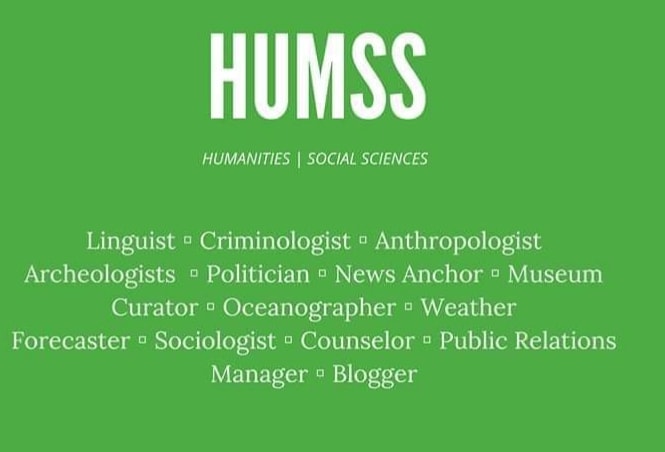 HUMSS
HUMANITIES | SOCIAL SCIENCES
Linguist ▫ Criminologist ▫ Anthropologist
Archeologists ▫ Politician ▫ News Anchor ▫ Museum
Curator ▫ Oceanographer ▫ Weather
Forecaster ▫ Sociologist ▫ Counselor ▫ Public Relations
Manager ▫ Blogger